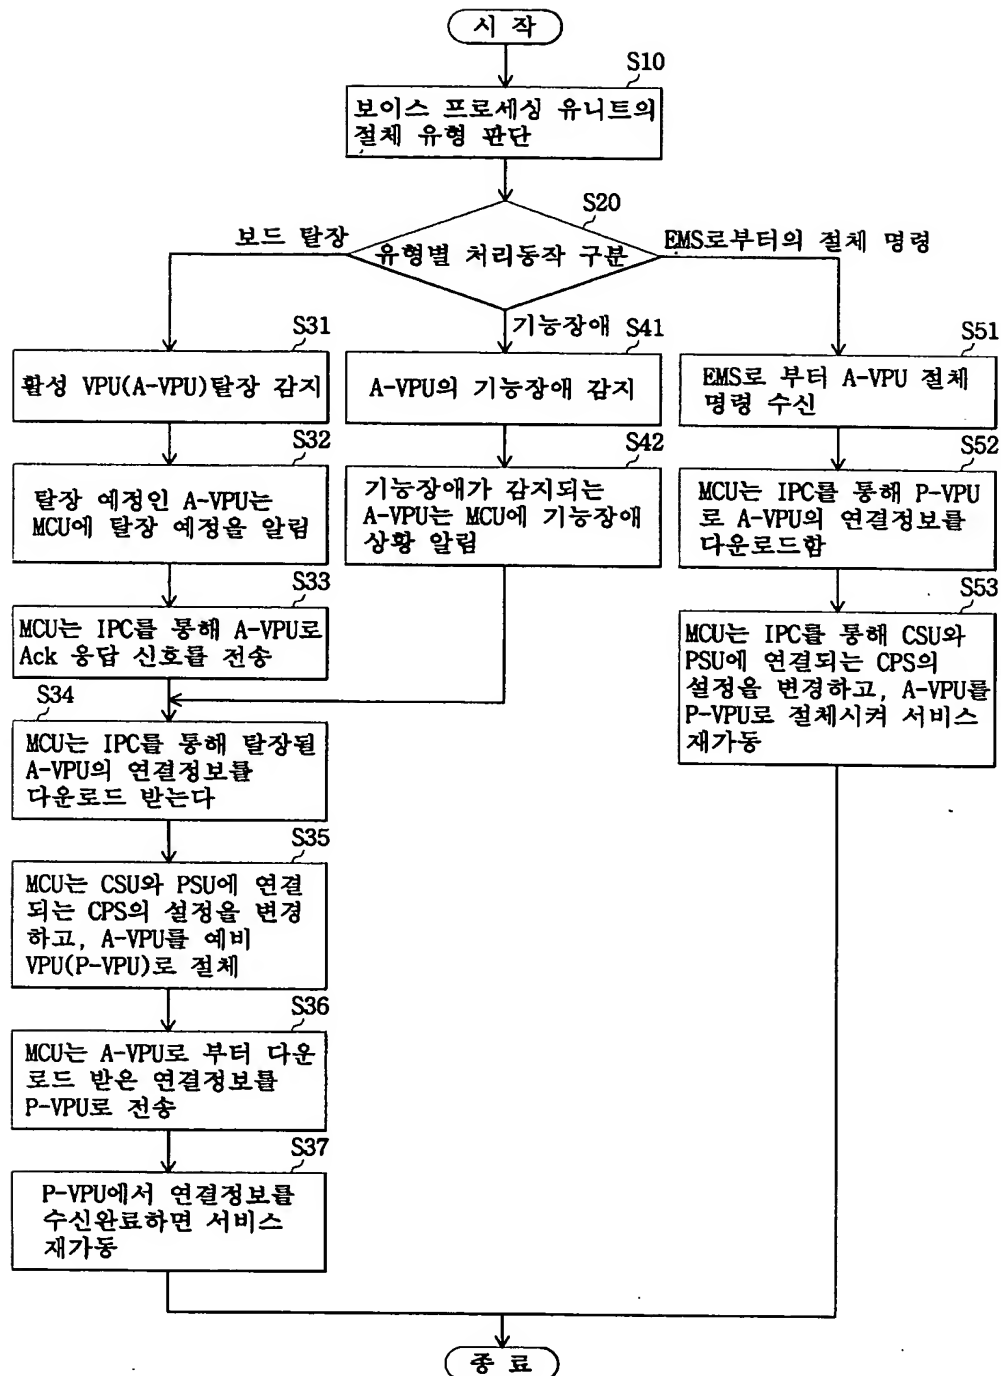 시 작
S10
보이스 프로세싱 유니트의
절체 유형 판단
S20
유형별 처리동작 구분
보드 탈장
EMS로부터의 절체 명령
기능장애
S31
활성 VPU(A-VPU)탈장 감지
S32
탈장 예정인 A-VPU는
MCU에 탈장 예정을 알림
S33
MCU는 IPC를 통해 A-VPU로
Ack 응답 신호를 전송
S34
MCU는 IPC를 통해 탈장될
A-VPU의 연결정보를
다운로드 받는다
S35
MCU는 CSU와 PSU에 연결
되는 CPS의 설정을 변경
하고, A-VPU를 예비
VPU(P-VPU)로 절체
S36
MCU는 A-VPU로 부터 다운
로드 받은 연결정보를
P-VPU로 전송
S37
P-VPU에서 연결정보를
수신완료하면 서비스
재가동
S41
A-VPU의 기능장애 감지
S42
기능장애가 감지되는
A-VPU는 MCU에 기능장애
상황 알림
S51
EMS로 부터 A-VPU 절체
명령 수신
S52
MCU는 IPC를 통해 P-VPU
로 A-VPU의 연결정보를
다운로드함
S53
MCU는 IPC를 통해 CSU와
PSU에 연결되는 CPS의
설정을 변경하고, A-VPU를
P-VPU로 절체시켜 서비스
재가동
종 료